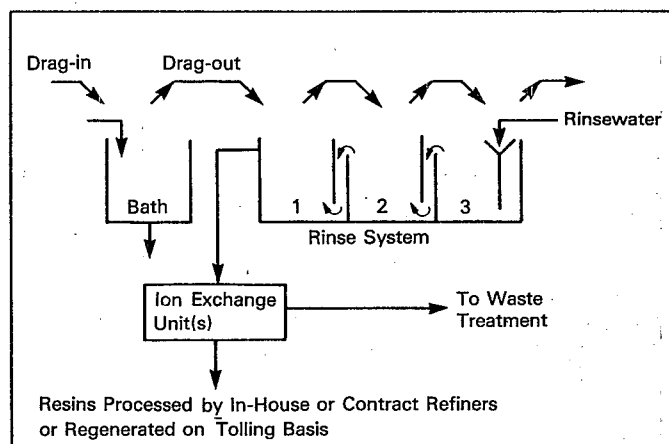 Drag-in
Drag-out
Rinsewater
Bath
1
2
3
Rinse System
Ion Exchange
Unit(s)
To Waste
Treatment
Resins Processed by In-House or Contract Refiners
or Regenerated on Tolling Basis